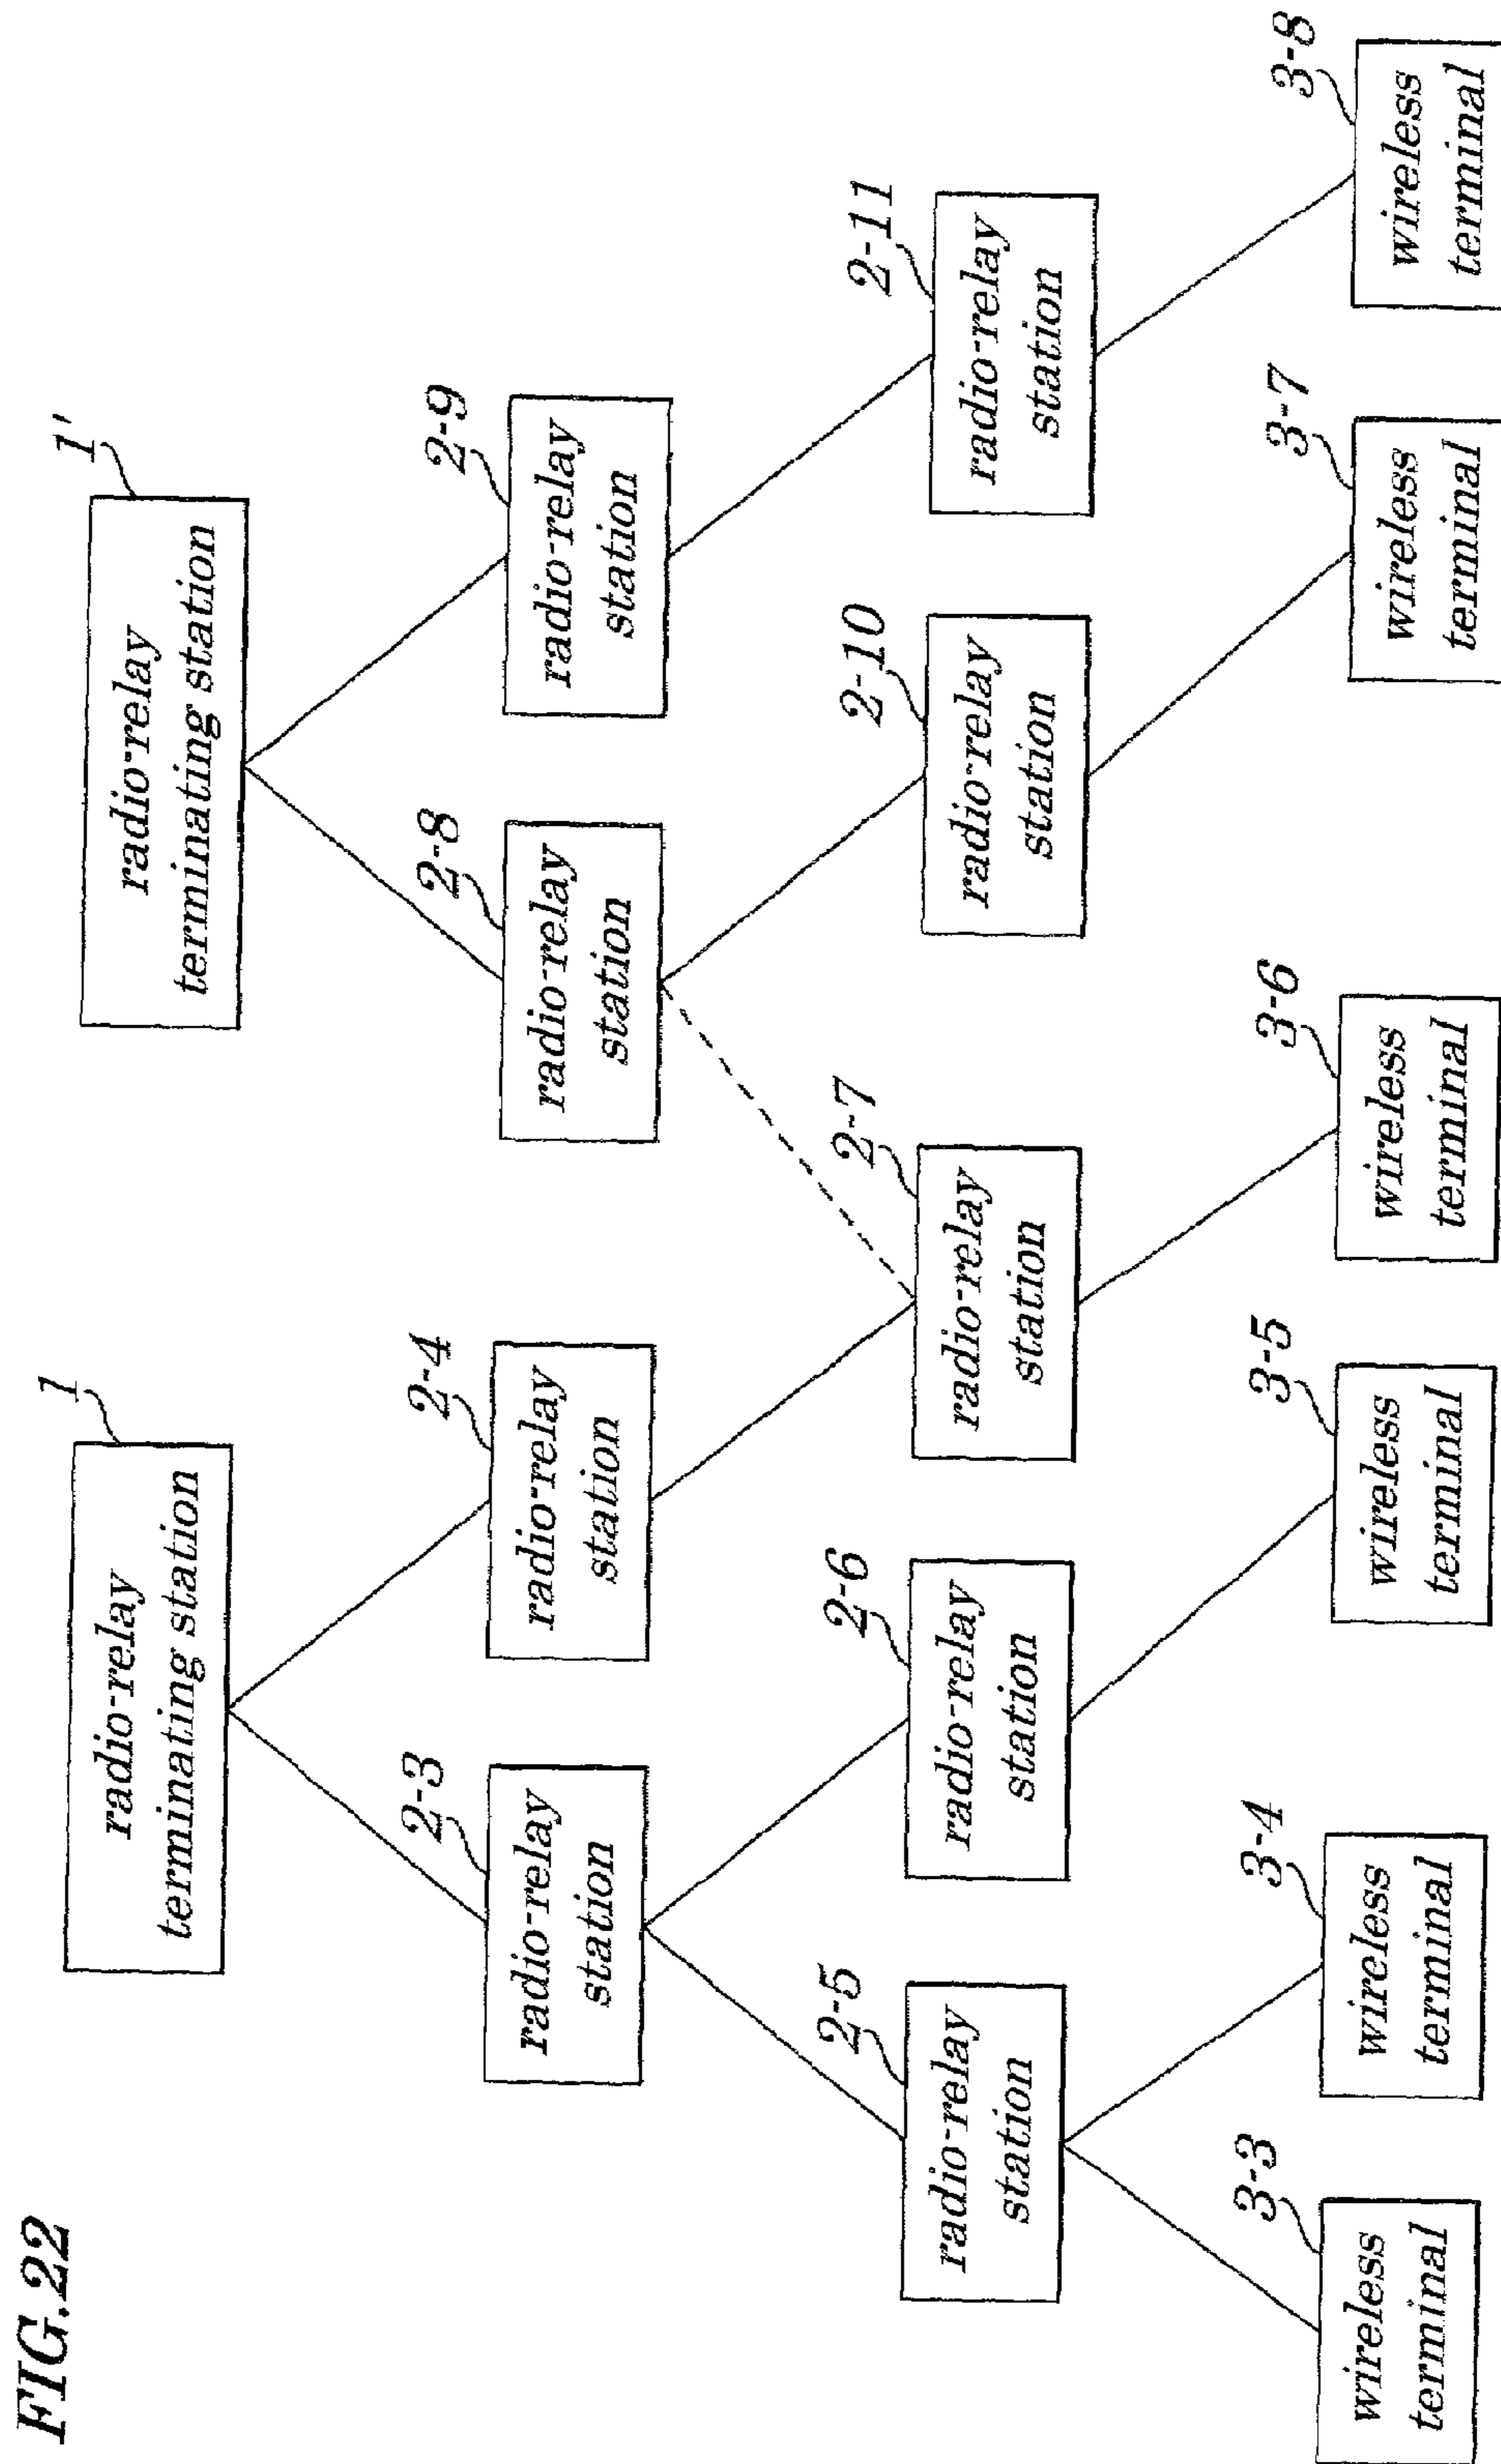 FIG.22
1
radio-relay
terminating station
1'
radio-relay
terminating station
2-3
radio-relay
station
2-4
radio-relay
station
2-8
radio-relay
station
2-9
radio-relay
station
2-5
radio-relay
station
2-6
radio-relay
station
2-7
radio-relay
station
2-10
radio-relay
station
2-11
radio-relay
station
3-3
wireless
terminal
3-4
wireless
terminal
3-5
wireless
terminal
3-6
wireless
terminal
3-7
wireless
terminal
3-8
wireless
terminal